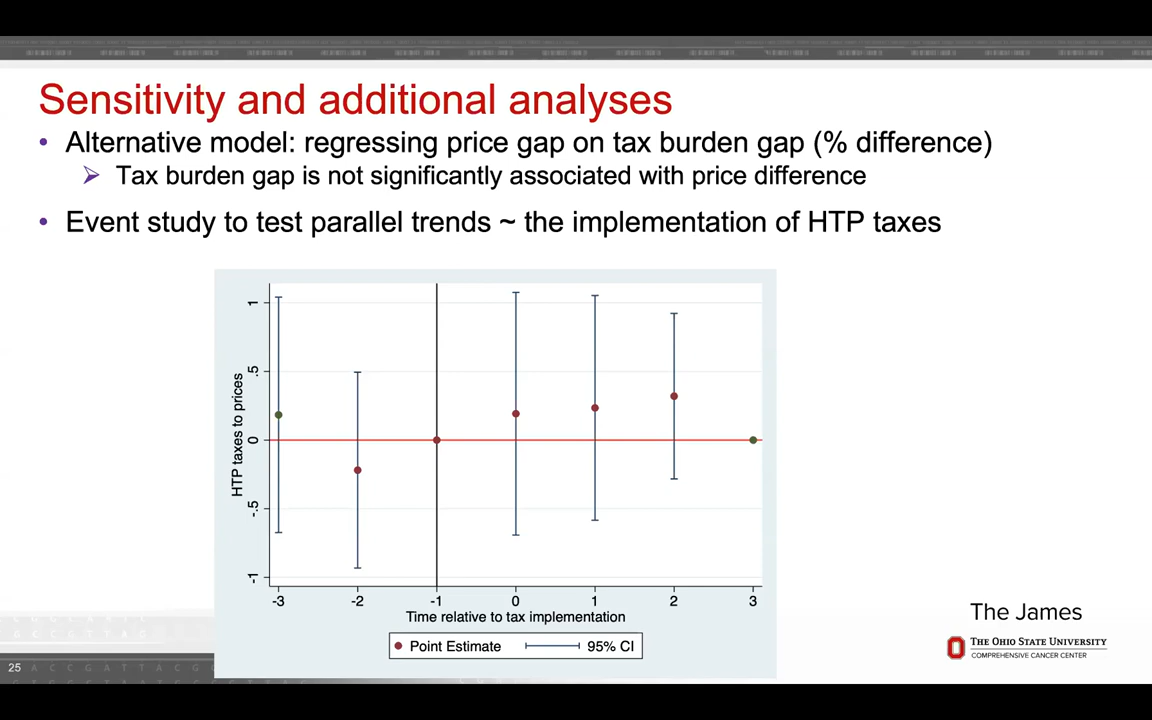 Sensitivity and additional analyses
• Alternative model: regressing price gap on tax burden gap (% difference)
➢ Tax burden gap is not significantly associated with price difference
• Event study to test parallel trends ~ the implementation of HTP taxes
HTP taxes to prices
1
.5
0
-.5
-1
-3 -2 -1 0 1 2 3
Time relative to tax implementation
Point Estimate 95% CI
The James
THE OHIO STATE UNIVERSITY
COMPREHENSIVE CANCER CENTER
25